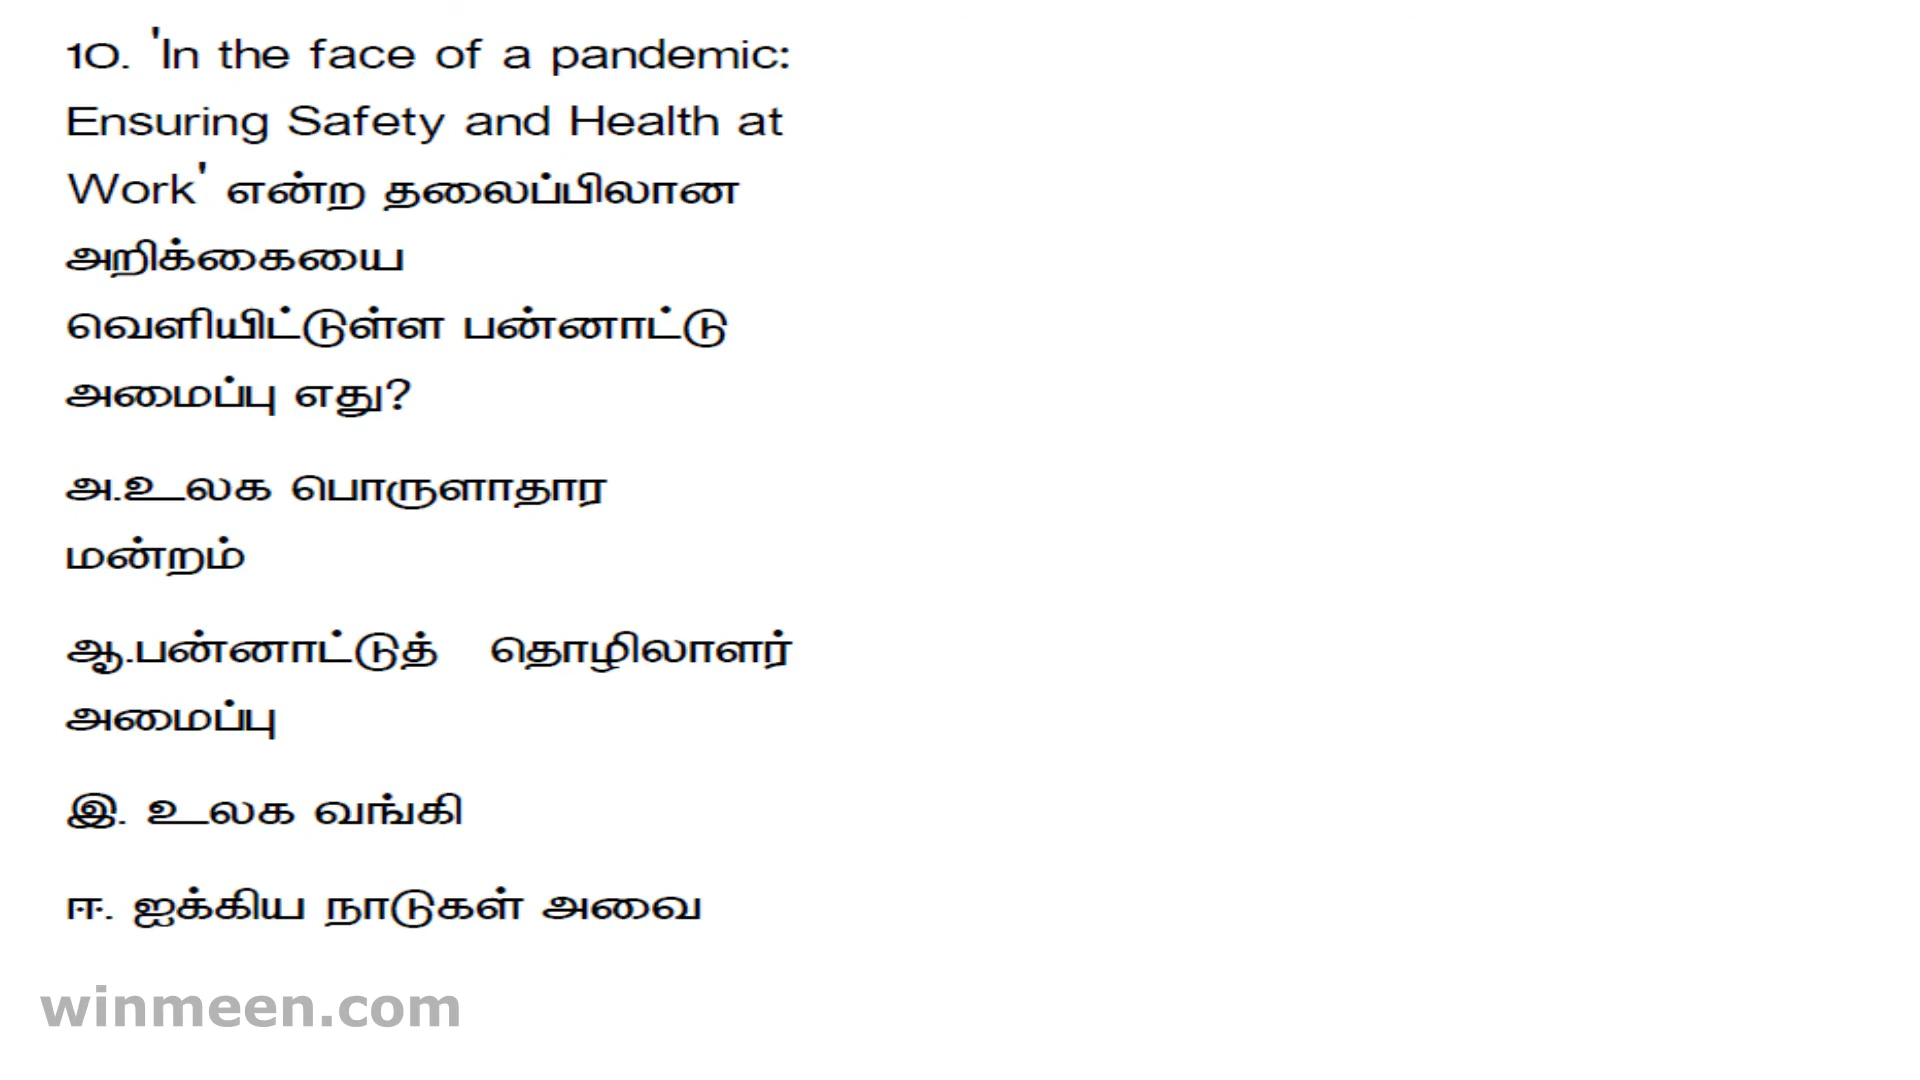 10. 'In the face of a pandemic:
Ensuring Safety and Health at
Work' என்ற தலைப்பிலான
அறிக்கையை
வெளியிட்டுள்ள பன்னாட்டு
அமைப்பு எது?
அ.உலக பொருளாதார
மன்றம்
ஆ.பன்னாட்டுத் தொழிலாளர்
அமைப்பு
இ. உலக வங்கி
ஈ. ஐக்கிய நாடுகள் அவை
winmeen.com